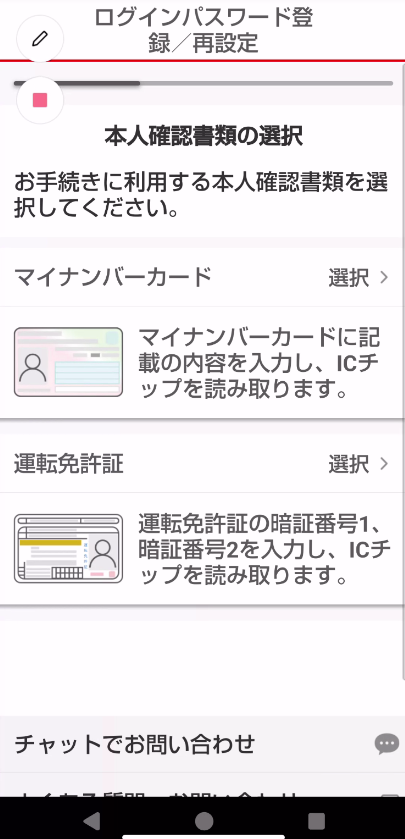 ログインパスワード登
録／再設定
本人確認書類の選択
お手続きに利用する本人確認書類を選
択してください。
マイナンバーカード
選択
マイナンバーカードに記
載の内容を入力し、ICチ
ップを読み取ります。
運転免許証
選択
運転免許証の暗証番号1、
暗証番号2を入力し、ICチ
ップを読み取ります。
チャットでお問い合わせ